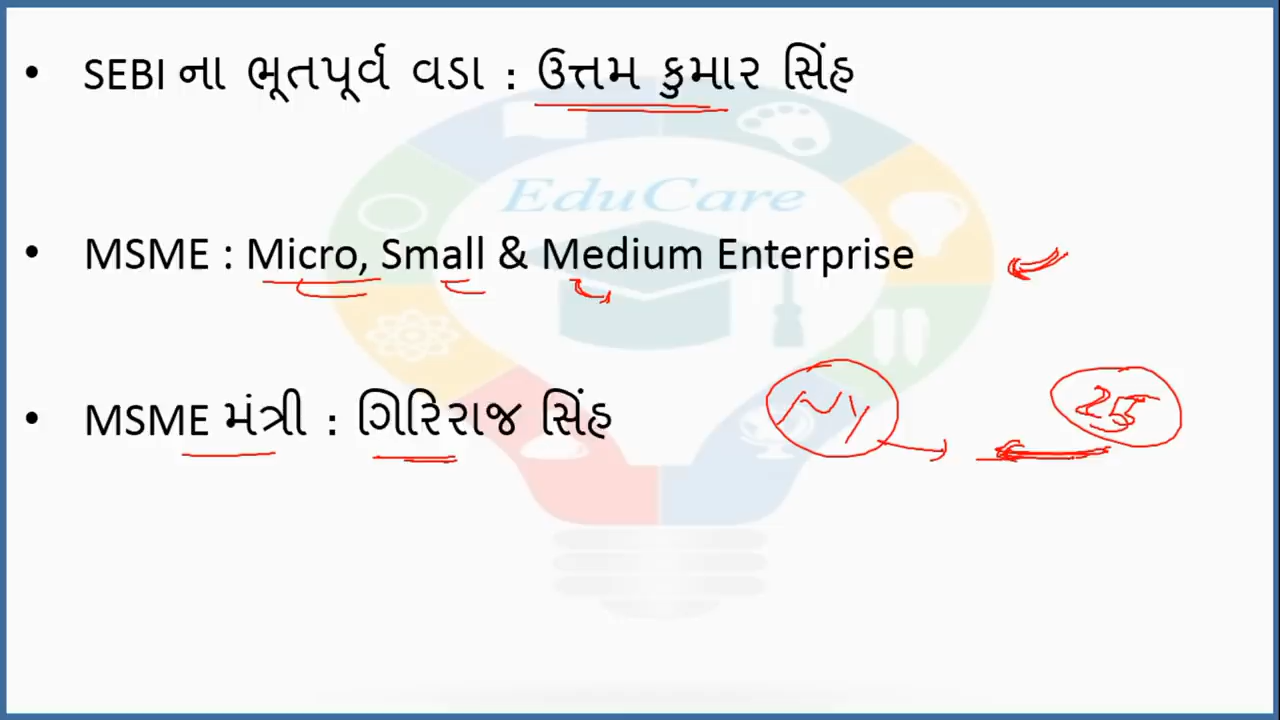 • SEBI ના ભૂતપૂર્વ વડા : ઉત્તમ કુમાર સિંહ
EduCare
• MSME : Micro, Small & Medium Enterprise
• MSME મંત્રી : ગિરિરાજ સિંહ
25